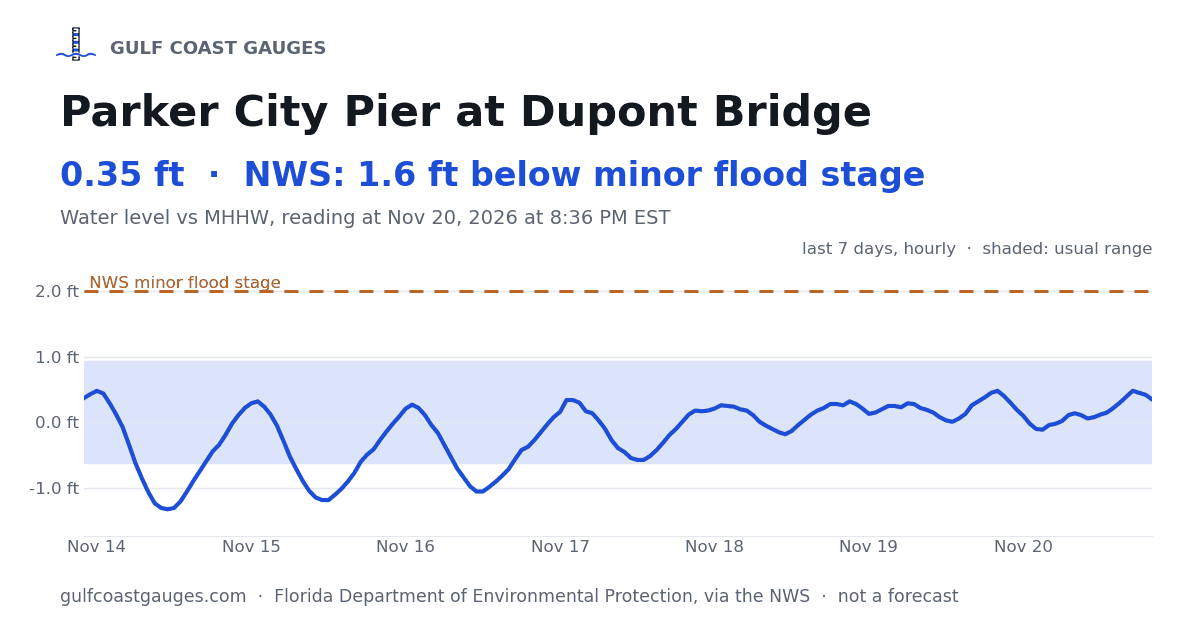 GULF COAST GAUGES
Parker City Pier at Dupont Bridge
0.35 ft · NWS: 1.6 ft below minor flood stage
Water level vs MHHW, reading at Nov 20, 2026 at 8:36 PM EST
last 7 days, hourly · shaded: usual range
NWS minor flood stage
2.0 ft
1.0 ft
0.0 ft
-1.0 ft
Nov 14 Nov 15 Nov 16 Nov 17 Nov 18 Nov 19 Nov 20
gulfcoastgauges.com · Florida Department of Environmental Protection, via the NWS · not a forecast